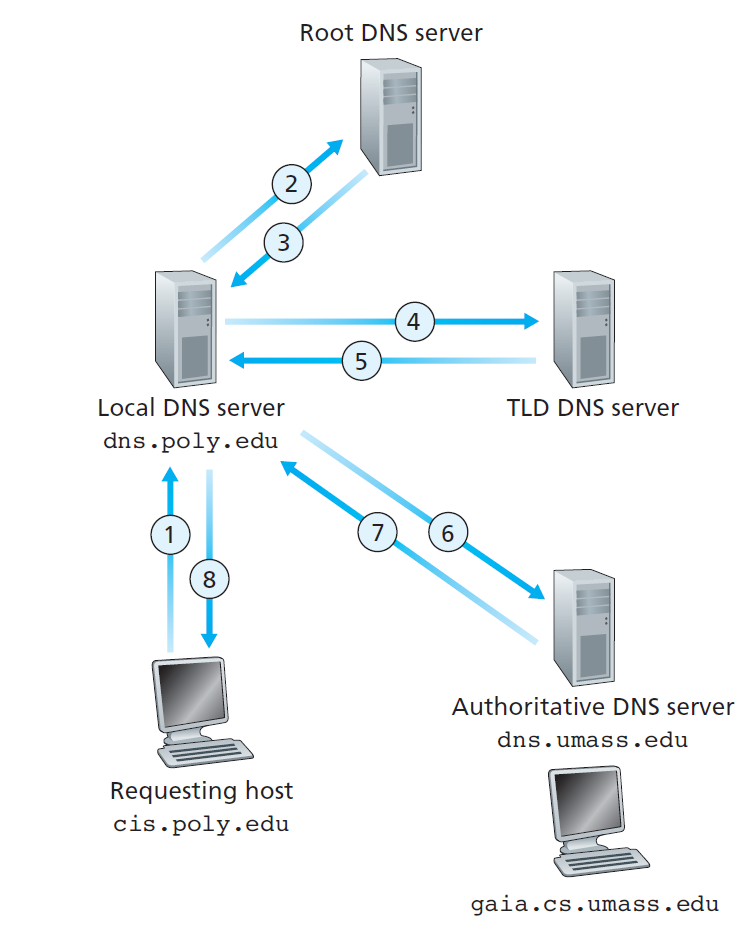 Root DNS server
2
3
4
5
Local DNS server
dns.poly.edu
TLD DNS server
1
8
7
6
Authoritative DNS server
dns.umass.edu
Requesting host
cis.poly.edu
gaia.cs.umass.edu